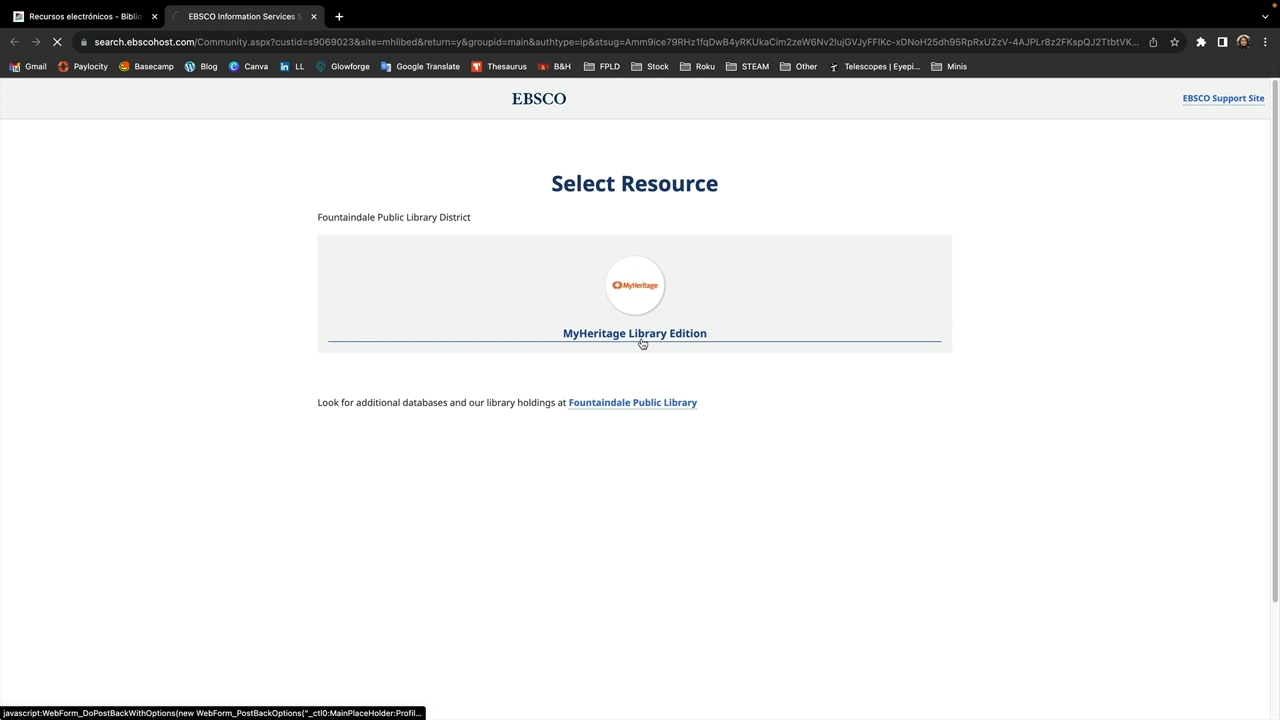 Recursos electrónicos - Biblio
EBSCO Information Services S
search.ebscohost.com/Community.aspx?custid=s9069023&site=mhlibed&return=y&groupid=main&authtype=ip&stsug=Amm9ice79RHz1fqDwB4yRKUkaCim2zeW6Nv2IujGVJyFFlKc-xDNoH25dh95RpRxUZzV-4AJPLr8z2FKspQJ2TtbtVK...
Gmail Paylocity Basecamp Blog Canva LL Glowforge Google Translate Thesaurus B&H FPLD Stock Roku STEAM Other Telescopes | Eyepi... Minis
EBSCO
EBSCO Support Site
Select Resource
Fountaindale Public Library District
MyHeritage
MyHeritage Library Edition
Look for additional databases and our library holdings at Fountaindale Public Library
javascript:WebForm_DoPostBackWithOptions(new WebForm_PostBackOptions("_ctl0:MainPlaceHolder:Profil...